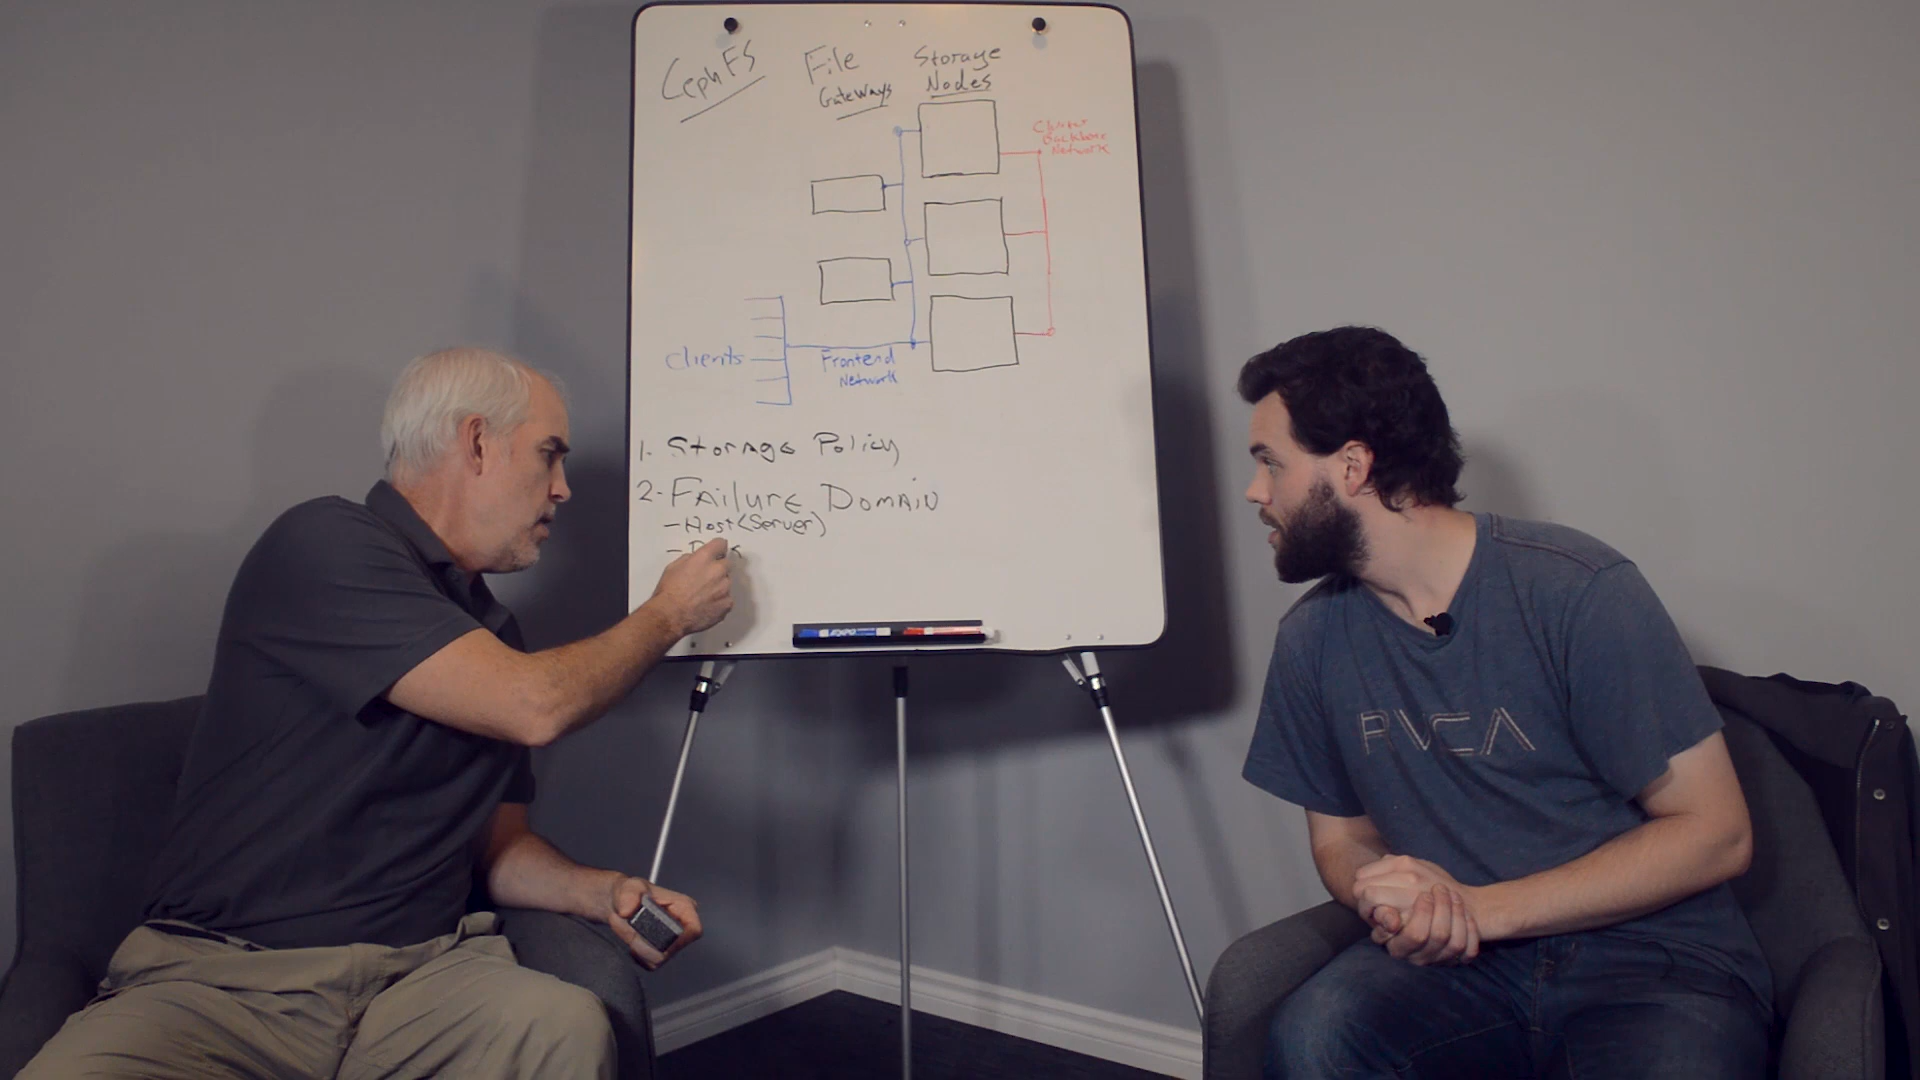 CephFS
File
Gateways
Storage
Nodes
Cluster
Backbone
Network
Clients
Frontend
Network
1. Storage Policy
2- FAilurE DomAiN
- Host(Server)
EXPO
RVCA